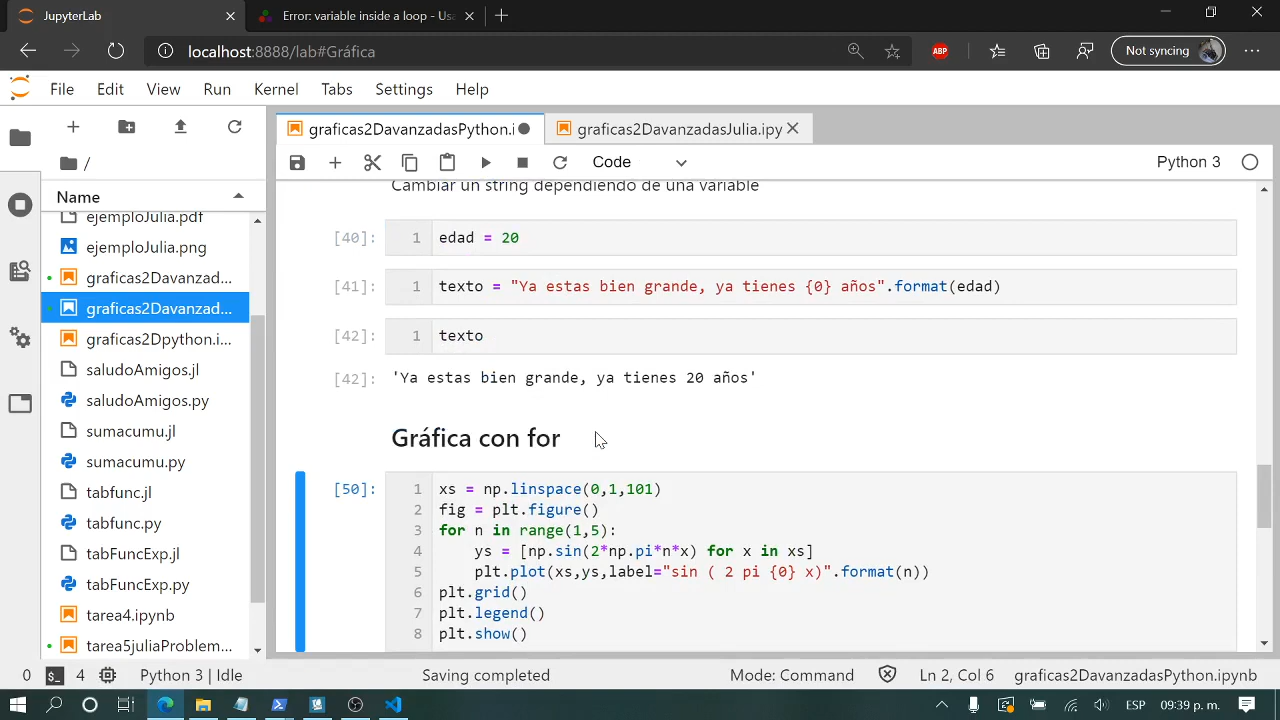 JupyterLab
Error: variable inside a loop - Usa
localhost:8888/lab#Gráfica
ABP
Not syncing
File Edit View Run Kernel Tabs Settings Help
graficas2DavanzadasPython.i
graficas2DavanzadasJulia.ipy
/
Code
Python 3
Name
ejemploJulia.pdf
ejemploJulia.png
graficas2Davanzad...
graficas2Davanzad...
graficas2Dpython.i...
saludoAmigos.jl
saludoAmigos.py
sumacumu.jl
sumacumu.py
tabfunc.jl
tabfunc.py
tabFuncExp.jl
tabFuncExp.py
tarea4.ipynb
tarea5juliaProblem...
Cambiar un string dependiendo de una variable
[40]: 1 edad = 20
[41]: 1 texto = "Ya estas bien grande, ya tienes {0} años".format(edad)
[42]: 1 texto
[42]: 'Ya estas bien grande, ya tienes 20 años'
Gráfica con for
[50]: 1 xs = np.linspace(0,1,101)
2 fig = plt.figure()
3 for n in range(1,5):
4 ys = [np.sin(2*np.pi*n*x) for x in xs]
5 plt.plot(xs,ys,label="sin ( 2 pi {0} x)".format(n))
6 plt.grid()
7 plt.legend()
8 plt.show()
0 4 Python 3 | Idle Saving completed Mode: Command Ln 2, Col 6 graficas2DavanzadasPython.ipynb
ESP 09:39 p. m.